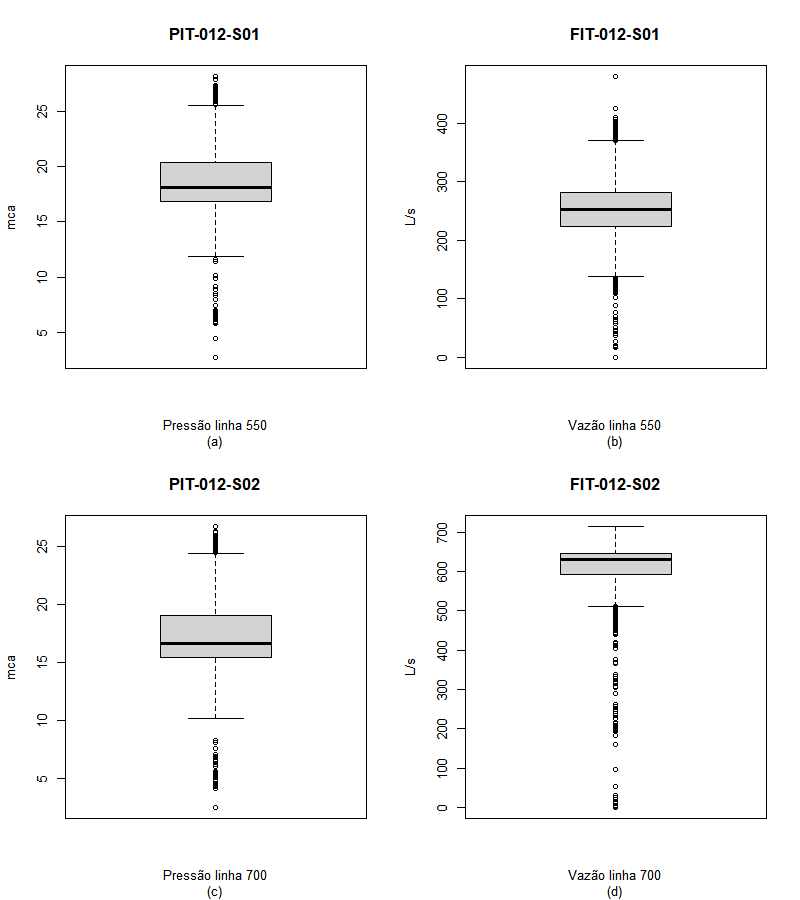 PIT-012-S01
25
20
15
10
5
mca
Pressão linha 550
(a)
FIT-012-S01
400
300
200
100
0
L/s
Vazão linha 550
(b)
PIT-012-S02
25
20
15
10
5
mca
Pressão linha 700
(c)
FIT-012-S02
700
600
500
400
300
200
100
0
L/s
Vazão linha 700
(d)